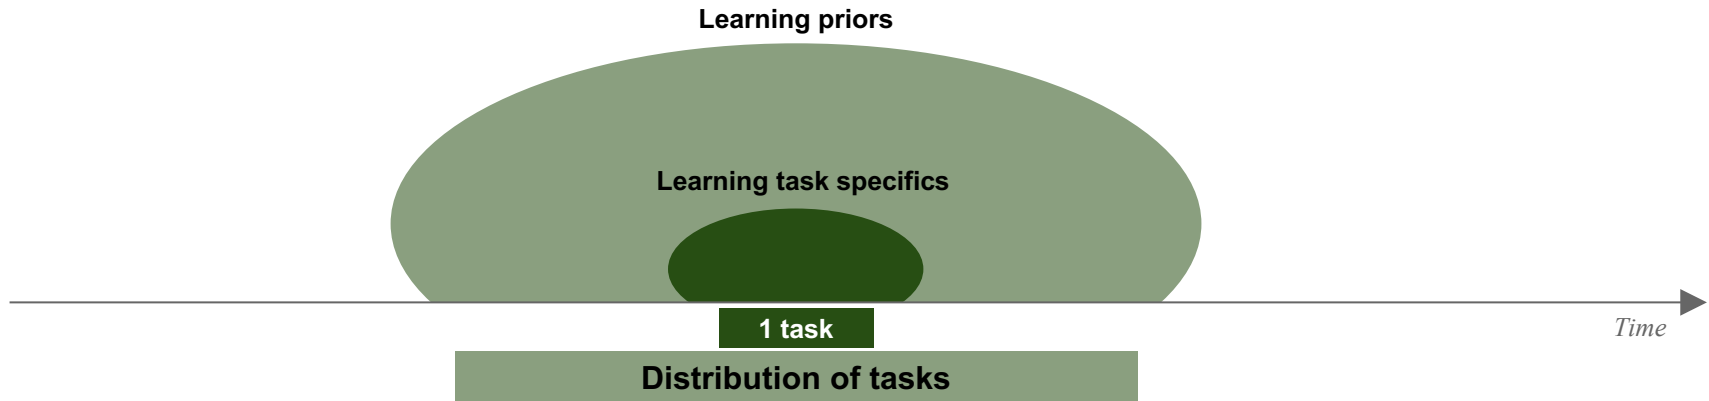 Learning priors
Learning task specifics
1 task
Time
Distribution of tasks